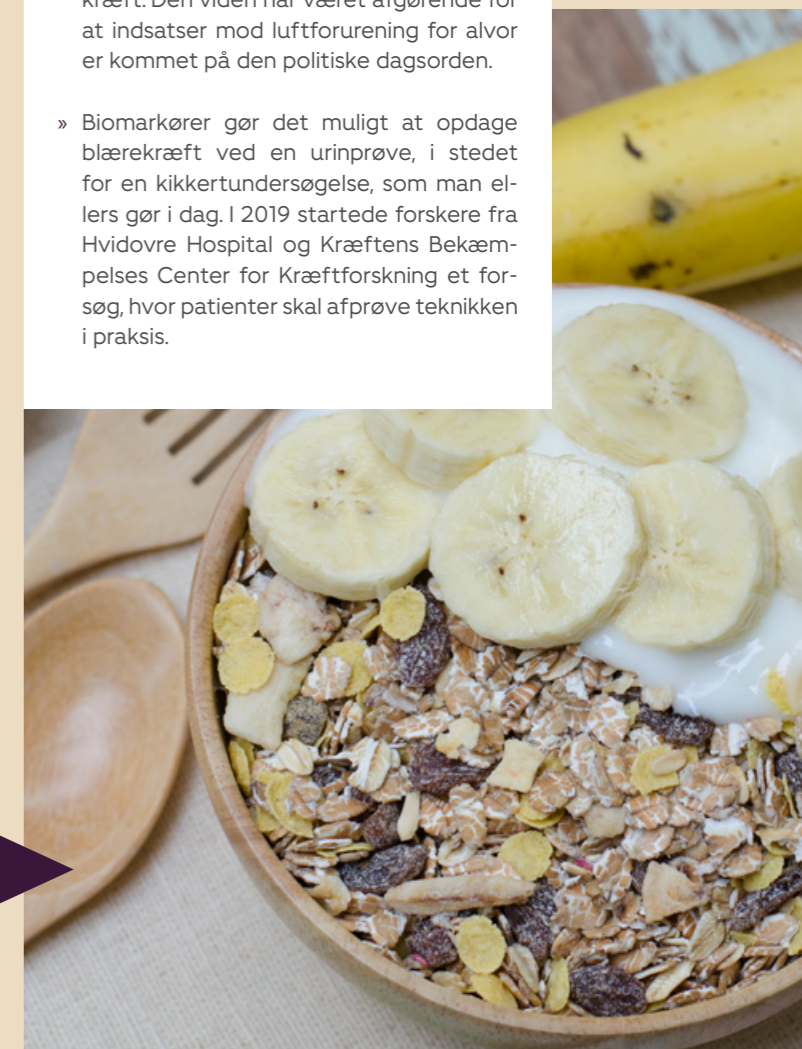 kræft. Den viden har været afgørende for
at indsatser mod luftforurening for alvor
er kommet på den politiske dagsorden.
» Biomarkører gør det muligt at opdage
blærekræft ved en urinprøve, i stedet
for en kikkertundersøgelse, som man el-
lers gør i dag. I 2019 startede forskere fra
Hvidovre Hospital og Kræftens Bekæm-
pelses Center for Kræftforskning et for-
søg, hvor patienter skal afprøve teknikken
i praksis.